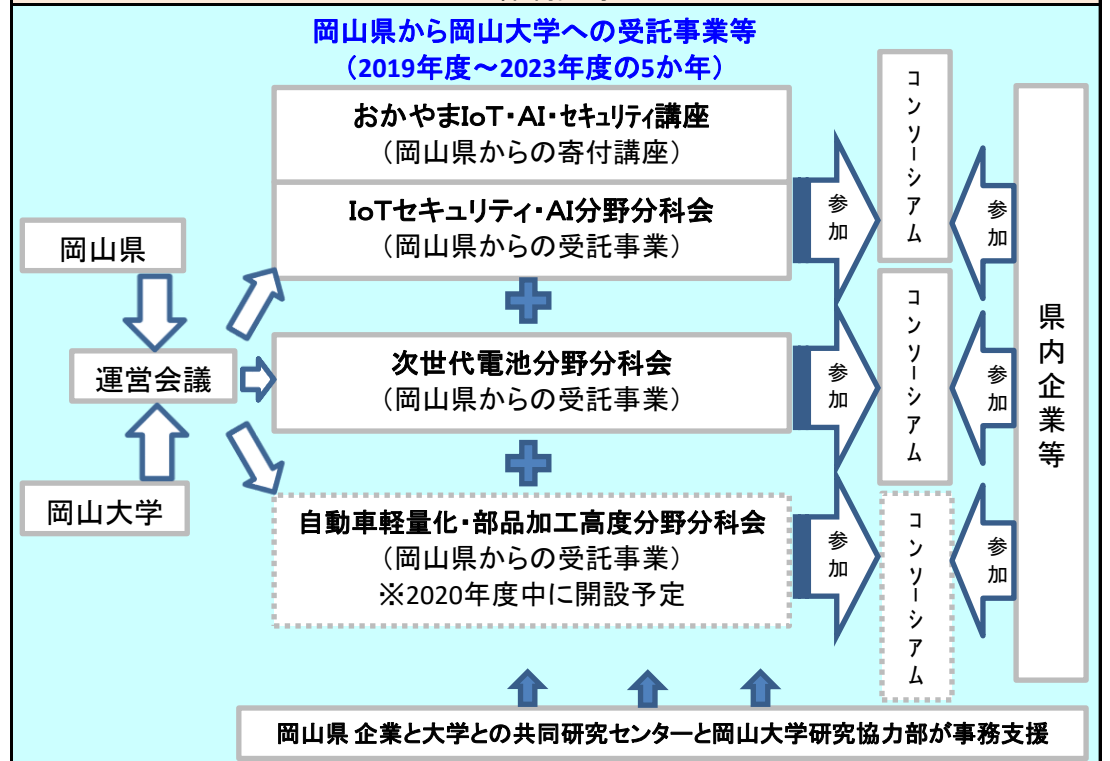 岡山県から岡山大学への受託事業等
（2019年度～2023年度の5か年）
おかやまIoT・AI・セキュリティ講座
（岡山県からの寄付講座）
IoTセキュリティ・AI分野分科会
（岡山県からの受託事業）
岡山県
運営会議
岡山大学
次世代電池分野分科会
（岡山県からの受託事業）
自動車軽量化・部品加工高度分野分科会
（岡山県からの受託事業）
※2020年度中に開設予定
参加
参加
参加
コンソーシアム
コンソーシアム
コンソーシアム
参加
参加
参加
県内企業等
岡山県 企業と大学との共同研究センターと岡山大学研究協力部が事務支援